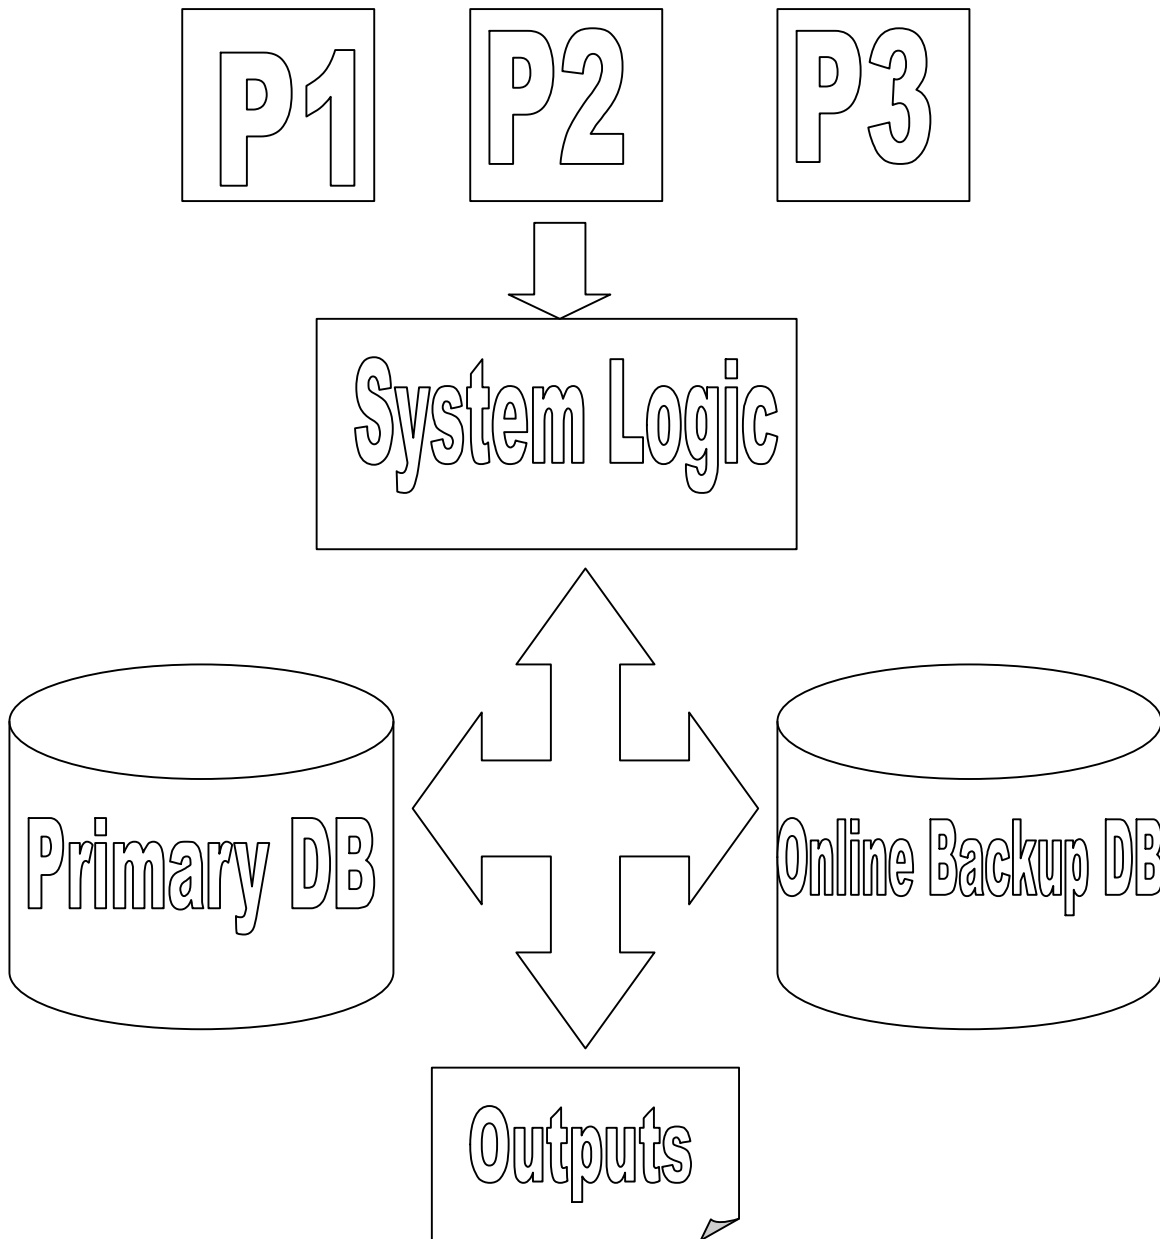 P1
P2
P3
System Logic
Primary DB
Online Backup DB
Outputs